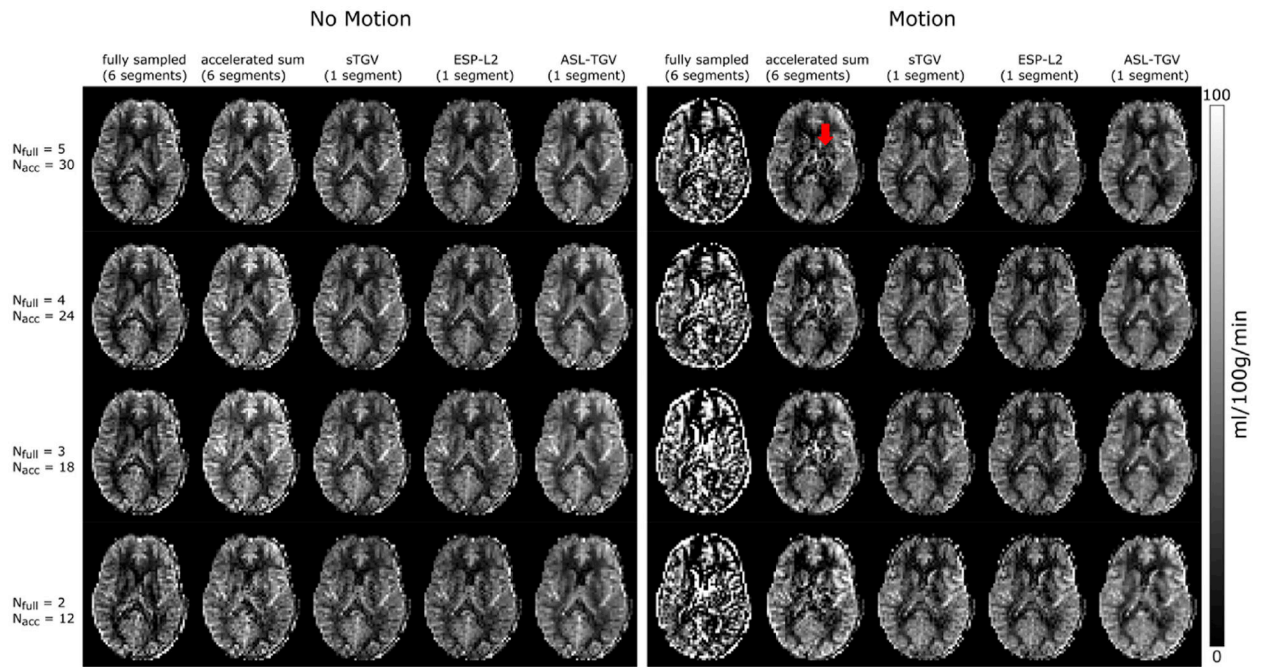 No Motion
Motion
fully sampled accelerated sum sTGV ESP-L2 ASL-TGV
(6 segments) (6 segments) (1 segment) (1 segment) (1 segment)
fully sampled accelerated sum sTGV ESP-L2 ASL-TGV
(6 segments) (6 segments) (1 segment) (1 segment) (1 segment)
100
Nfull = 5
Nacc = 30
Nfull = 4
Nacc = 24
Nfull = 3
Nacc = 18
Nfull = 2
Nacc = 12
ml/100g/min
0